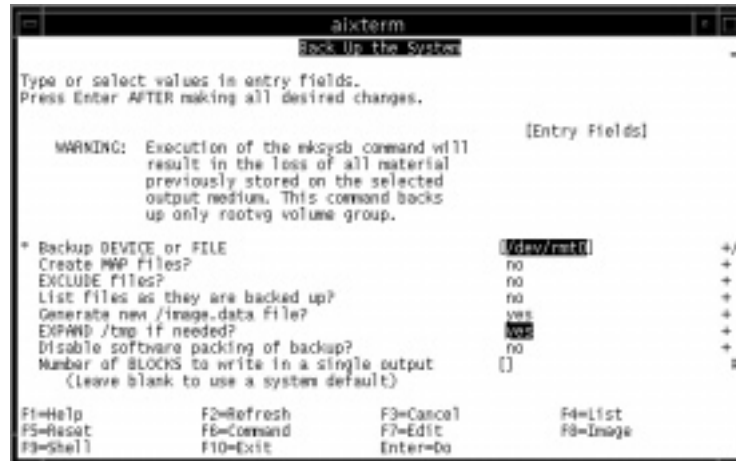 aixterm
Back Up the System
Type or select values in entry fields.
Press Enter AFTER making all desired changes.
[Entry Fields]
WARNING: Execution of the mksysb command will
result in the loss of all material
previously stored on the selected
output medium. This command backs
up only rootvg volume group.
* Backup DEVICE or FILE [/dev/rmt0] +/
Create MAP files? no +
EXCLUDE files? no +
List files as they are backed up? no +
Generate new /image.data file? yes +
EXPAND /tmp if needed? yes +
Disable software packing of backup? no +
Number of BLOCKS to write in a single output [] #
(Leave blank to use a system default)
F1=Help F2=Refresh F3=Cancel F4=List
F5=Reset F6=Command F7=Edit F8=Image
F9=Shell F10=Exit Enter=Do